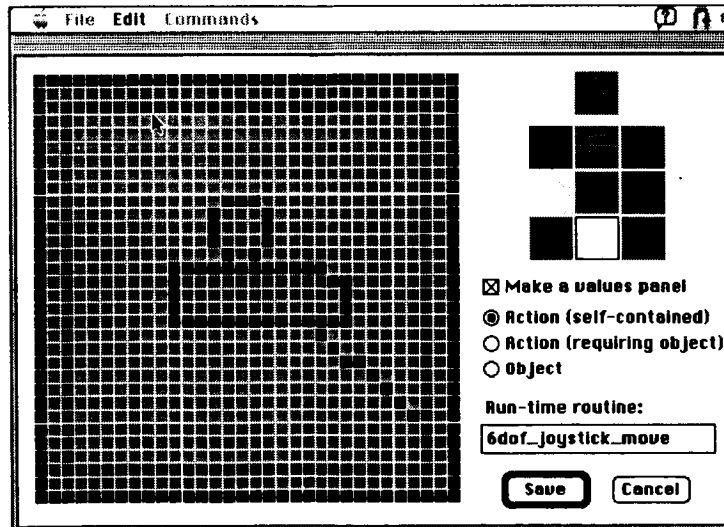 File Edit Commands
Make a values panel
Action (self-contained)
Action (requiring object)
Object
Run-time routine:
6dof_joystick_move
Save Cancel